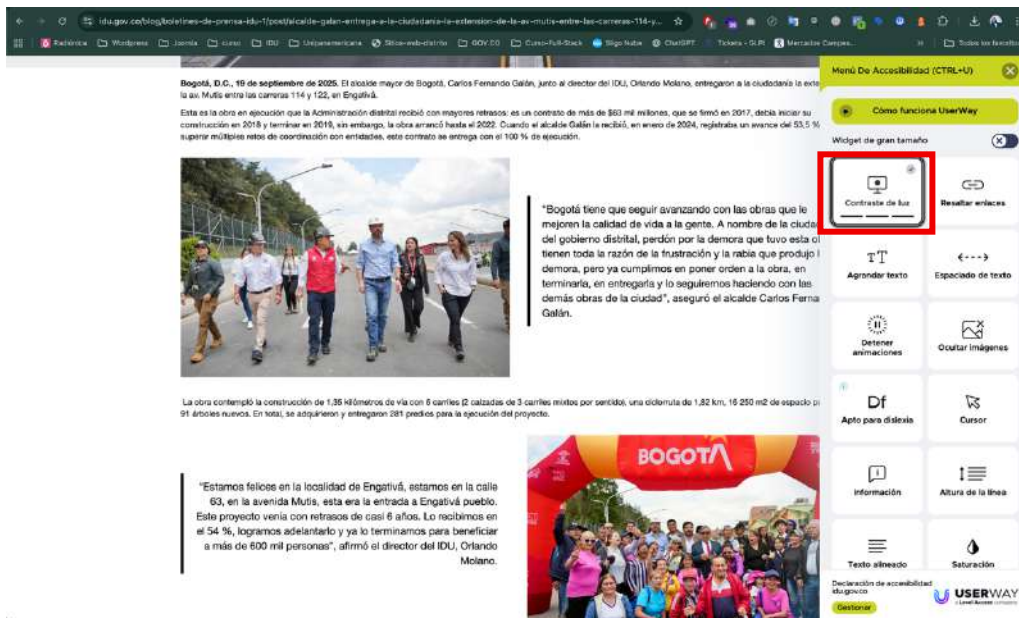 idu.gov.co/blog/boletines-de-prensa-idu-1/post/alcalde-galan-entrega-a-la-ciudadania-la-extension-de-la-av-mutis-entre-las-carreras-114-y...
Radiónica Wordpress Joomla curso IDU Unipanamericana Sitios-web-distrito GOV.CO Curso-Full-Stack Sligo Nube ChatGPT Tickets - GLPI Mercados Campes... » Todos los favoritos
Bogotá, D.C., 19 de septiembre de 2025. El alcalde mayor de Bogotá, Carlos Fernando Galán, junto al director del IDU, Orlando Molano, entregaron a la ciudadanía la exte
la av. Mutis entre las carreras 114 y 122, en Engativá.
Esta es la obra en ejecución que la Administración distrital recibió con mayores retrasos: es un contrato de más de $63 mil millones, que se firmó en 2017, debía iniciar su
construcción en 2018 y terminar en 2019, sin embargo, la obra arrancó hasta el 2022. Cuando el alcalde Galán la recibió, en enero de 2024, registraba un avance del 53,5 %
superar múltiples retos de coordinación con entidades, este contrato se entrega con el 100 % de ejecución.
"Bogotá tiene que seguir avanzando con las obras que le
mejoren la calidad de vida a la gente. A nombre de la ciudad
del gobierno distrital, perdón por la demora que tuvo esta ob
tienen toda la razón de la frustración y la rabia que produjo l
demora, pero ya cumplimos en poner orden a la obra, en
terminarla, en entregarla y lo seguiremos haciendo con las
demás obras de la ciudad", aseguró el alcalde Carlos Ferna
Galán.
La obra contempló la construcción de 1,35 kilómetros de vía con 6 carriles (2 calzadas de 3 carriles mixtos por sentido), una ciclorruta de 1,82 km, 16 250 m2 de espacio p
91 árboles nuevos. En total, se adquirieron y entregaron 281 predios para la ejecución del proyecto.
"Estamos felices en la localidad de Engativá, estamos en la calle
63, en la avenida Mutis, esta era la entrada a Engativá pueblo.
Este proyecto venía con retrasos de casi 6 años. Lo recibimos en
el 54 %, logramos adelantarlo y ya lo terminamos para beneficiar
a más de 600 mil personas", afirmó el director del IDU, Orlando
Molano.
BOGOTÁ
Menú De Accesibilidad (CTRL+U)
Cómo funciona UserWay
Widget de gran tamaño
Contraste de luz
Resaltar enlaces
Agrandar texto
Espaciado de texto
Detener
animaciones
Ocultar imágenes
Df
Apto para dislexia
Cursor
Información
Altura de la línea
Texto alineado
Saturación
Declaración de accesibilidad
idu.gov.co
Gestionar
USERWAY